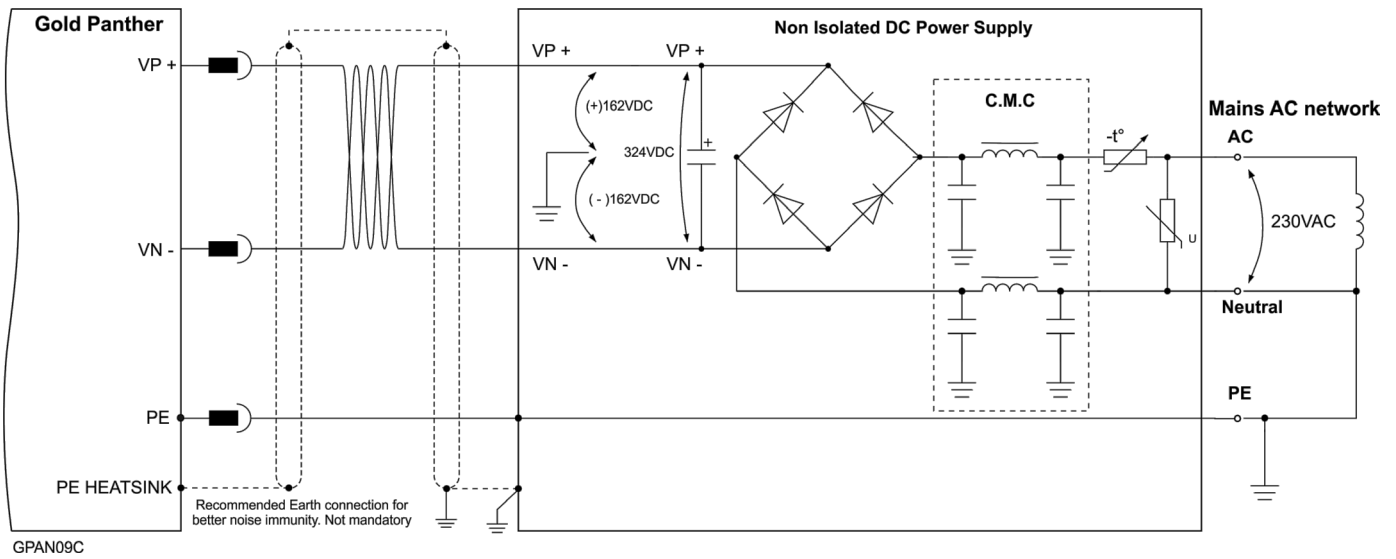 Gold Panther
Non Isolated DC Power Supply
VP +
VP +
VP +
(+)162VDC
324VDC
+
( - )162VDC
VN -
VN -
VN -
C.M.C
-t°
U
Mains AC network
AC
230VAC
Neutral
PE
PE
PE HEATSINK
Recommended Earth connection for
better noise immunity. Not mandatory
GPAN09C